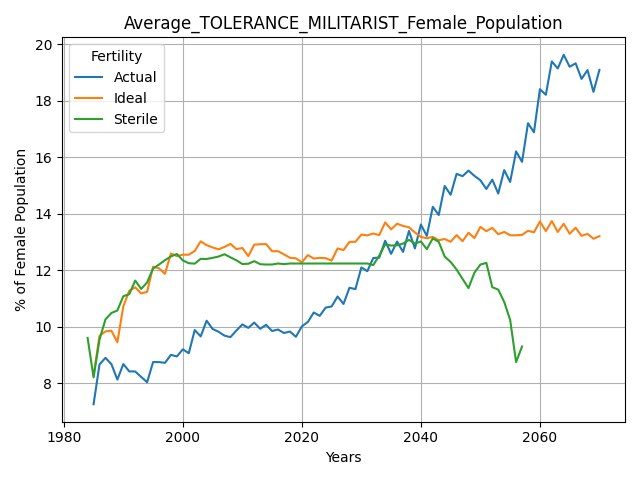 Average_TOLERANCE_MILITARIST_Female_Population
Fertility
Actual
Ideal
Sterile
% of Female Population
20
18
16
14
12
10
8
1980
2000
2020
2040
2060
Years